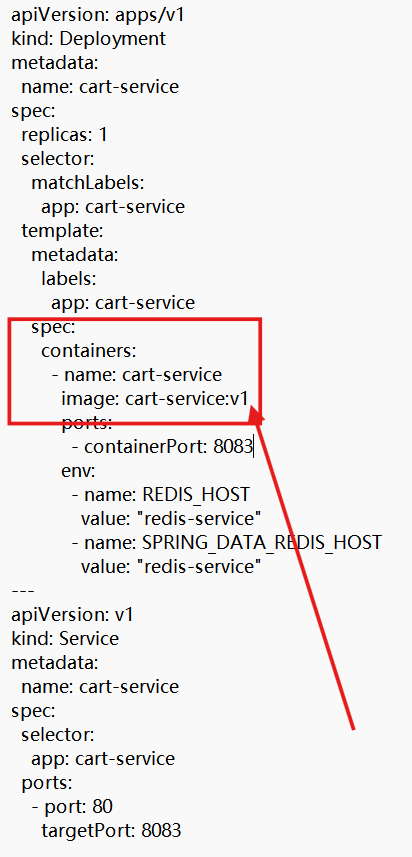 apiVersion: apps/v1
kind: Deployment
metadata:
  name: cart-service
spec:
  replicas: 1
  selector:
    matchLabels:
      app: cart-service
  template:
    metadata:
      labels:
        app: cart-service
    spec:
      containers:
        - name: cart-service
          image: cart-service:v1
          ports:
            - containerPort: 8083
          env:
            - name: REDIS_HOST
              value: "redis-service"
            - name: SPRING_DATA_REDIS_HOST
              value: "redis-service"
---
apiVersion: v1
kind: Service
metadata:
  name: cart-service
spec:
  selector:
    app: cart-service
  ports:
    - port: 80
      targetPort: 8083